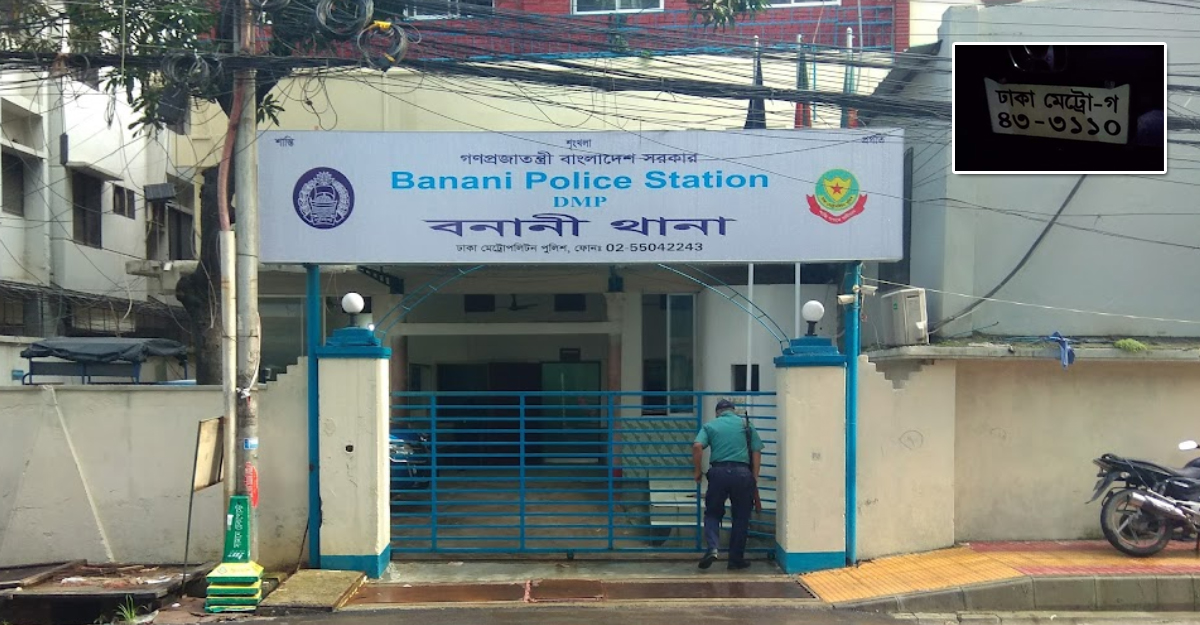 শান্তি শৃংখলা প্রগতি
গণপ্রজাতন্ত্রী বাংলাদেশ সরকার
Banani Police Station
DMP
বনানী থানা
ঢাকা মেট্রোপলিটন পুলিশ, ফোনঃ 02-55042243
ঢাকা মেট্রো-গ
৪৩-৩১১০